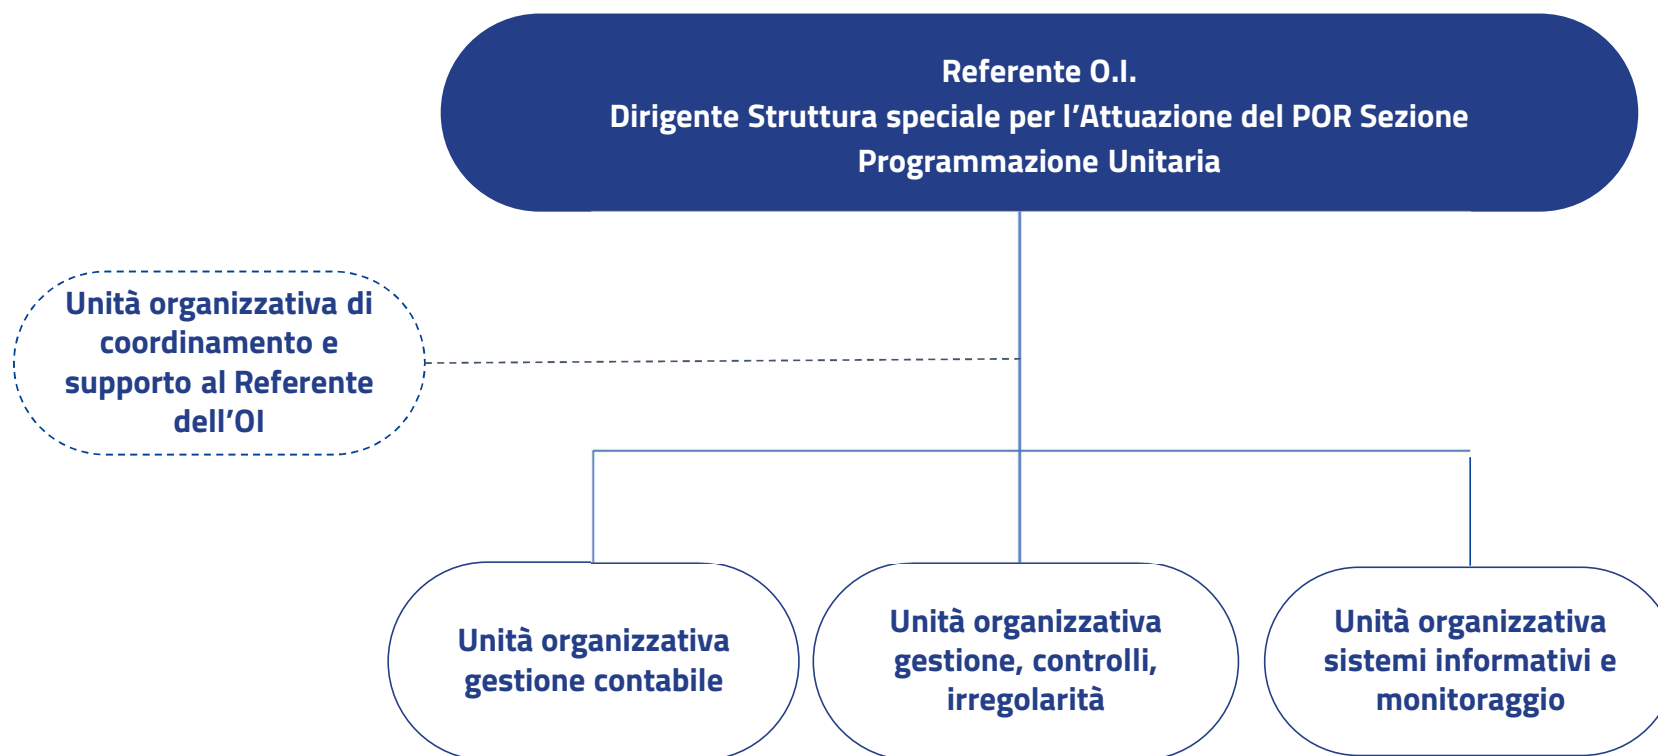 Referente O.I.
Dirigente Struttura speciale per l’Attuazione del POR Sezione
Programmazione Unitaria
Unità organizzativa di
coordinamento e
supporto al Referente
dell’OI
Unità organizzativa
gestione contabile
Unità organizzativa
gestione, controlli,
irregolarità
Unità organizzativa
sistemi informativi e
monitoraggio